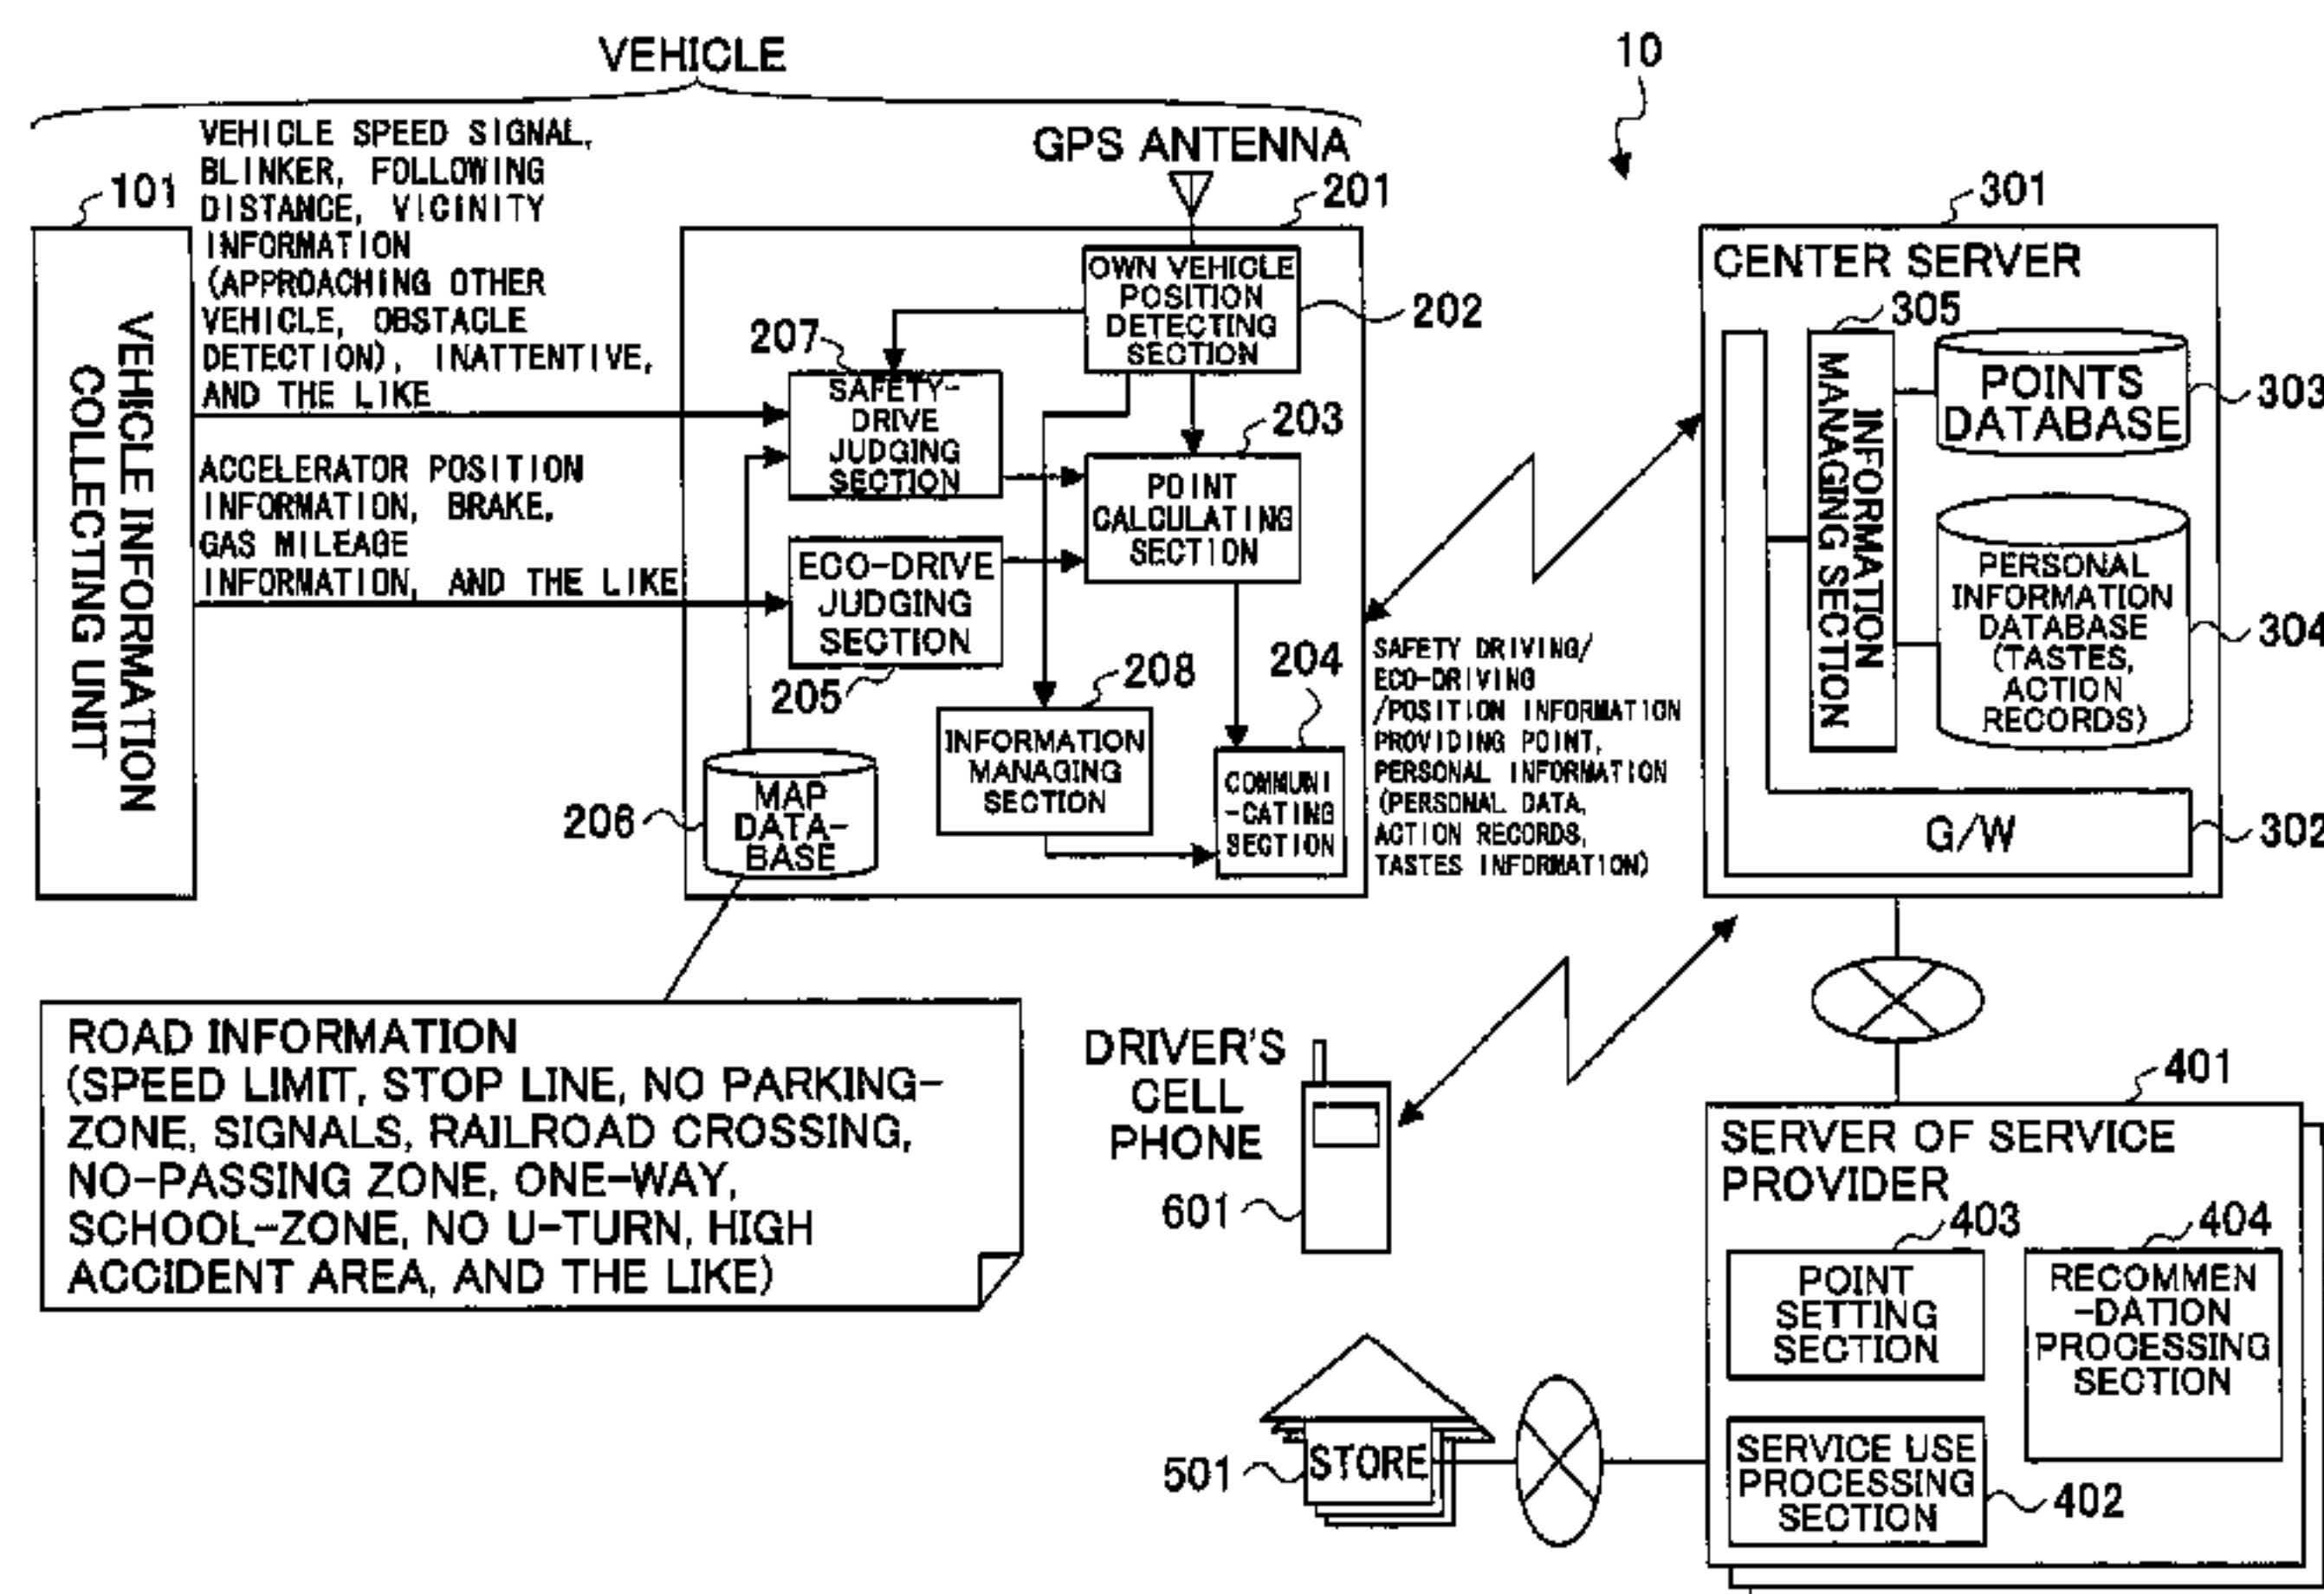 VEHICLE
10
VEHICLE SPEED SIGNAL,
BLINKER, FOLLOWING
DISTANCE, VICINITY
INFORMATION
(APPROACHING OTHER
VEHICLE, OBSTACLE
DETECTION), INATTENTIVE,
AND THE LIKE
ACCELERATOR POSITION
INFORMATION, BRAKE,
GAS MILEAGE
INFORMATION, AND THE LIKE
101
VEHICLE INFORMATION
COLLECTING UNIT
GPS ANTENNA
201
OWN VEHICLE
POSITION
DETECTING
SECTION
202
207
SAFETY-
DRIVE
JUDGING
SECTION
203
POINT
CALCULATING
SECTION
ECO-DRIVE
JUDGING
SECTION
205
208
INFORMATION
MANAGING
SECTION
204
COMMUNI
-CATING
SECTION
206
MAP
DATA-
BASE
SAFETY DRIVING/
ECO-DRIVING
/POSITION INFORMATION
PROVIDING POINT,
PERSONAL INFORMATION
(PERSONAL DATA,
ACTION RECORDS,
TASTES INFORMATION)
301
CENTER SERVER
305
INFORMATION
MANAGING SECTION
POINTS
DATABASE
303
PERSONAL
INFORMATION
DATABASE
(TASTES,
ACTION
RECORDS)
304
G/W
302
ROAD INFORMATION
(SPEED LIMIT, STOP LINE, NO PARKING-
ZONE, SIGNALS, RAILROAD CROSSING,
NO-PASSING ZONE, ONE-WAY,
SCHOOL-ZONE, NO U-TURN, HIGH
ACCIDENT AREA, AND THE LIKE)
DRIVER'S
CELL
PHONE
601
401
SERVER OF SERVICE
PROVIDER
403
POINT
SETTING
SECTION
404
RECOMMEN
-DATION
PROCESSING
SECTION
SERVICE USE
PROCESSING
SECTION
402
501
STORE